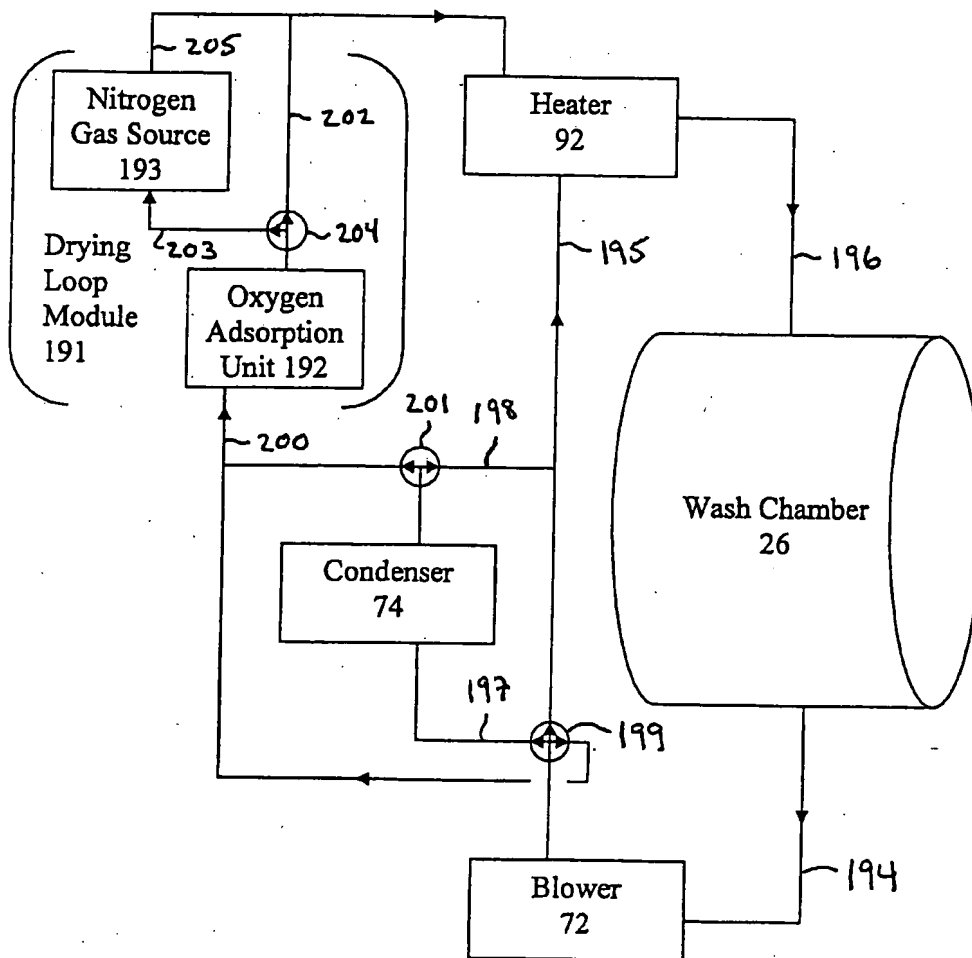 205
Nitrogen
Gas Source
193
202
Heater
92
203
204
195
196
Drying
Loop
Module
191
Oxygen
Adsorption
Unit 192
200
201
198
Wash Chamber
26
Condenser
74
197
199
194
Blower
72